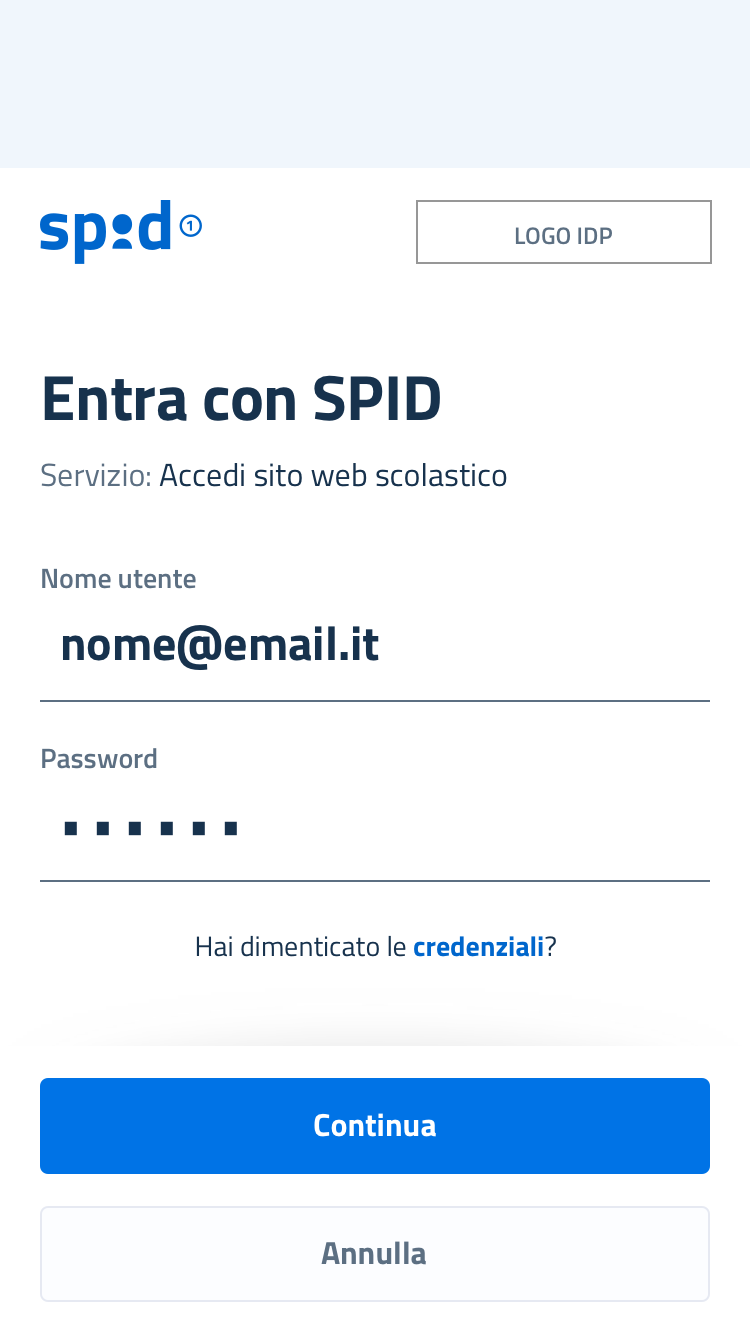 spid 1
LOGO IDP
Entra con SPID
Servizio: Accedi sito web scolastico
Nome utente
nome@email.it
Password
Hai dimenticato le credenziali?
Continua
Annulla